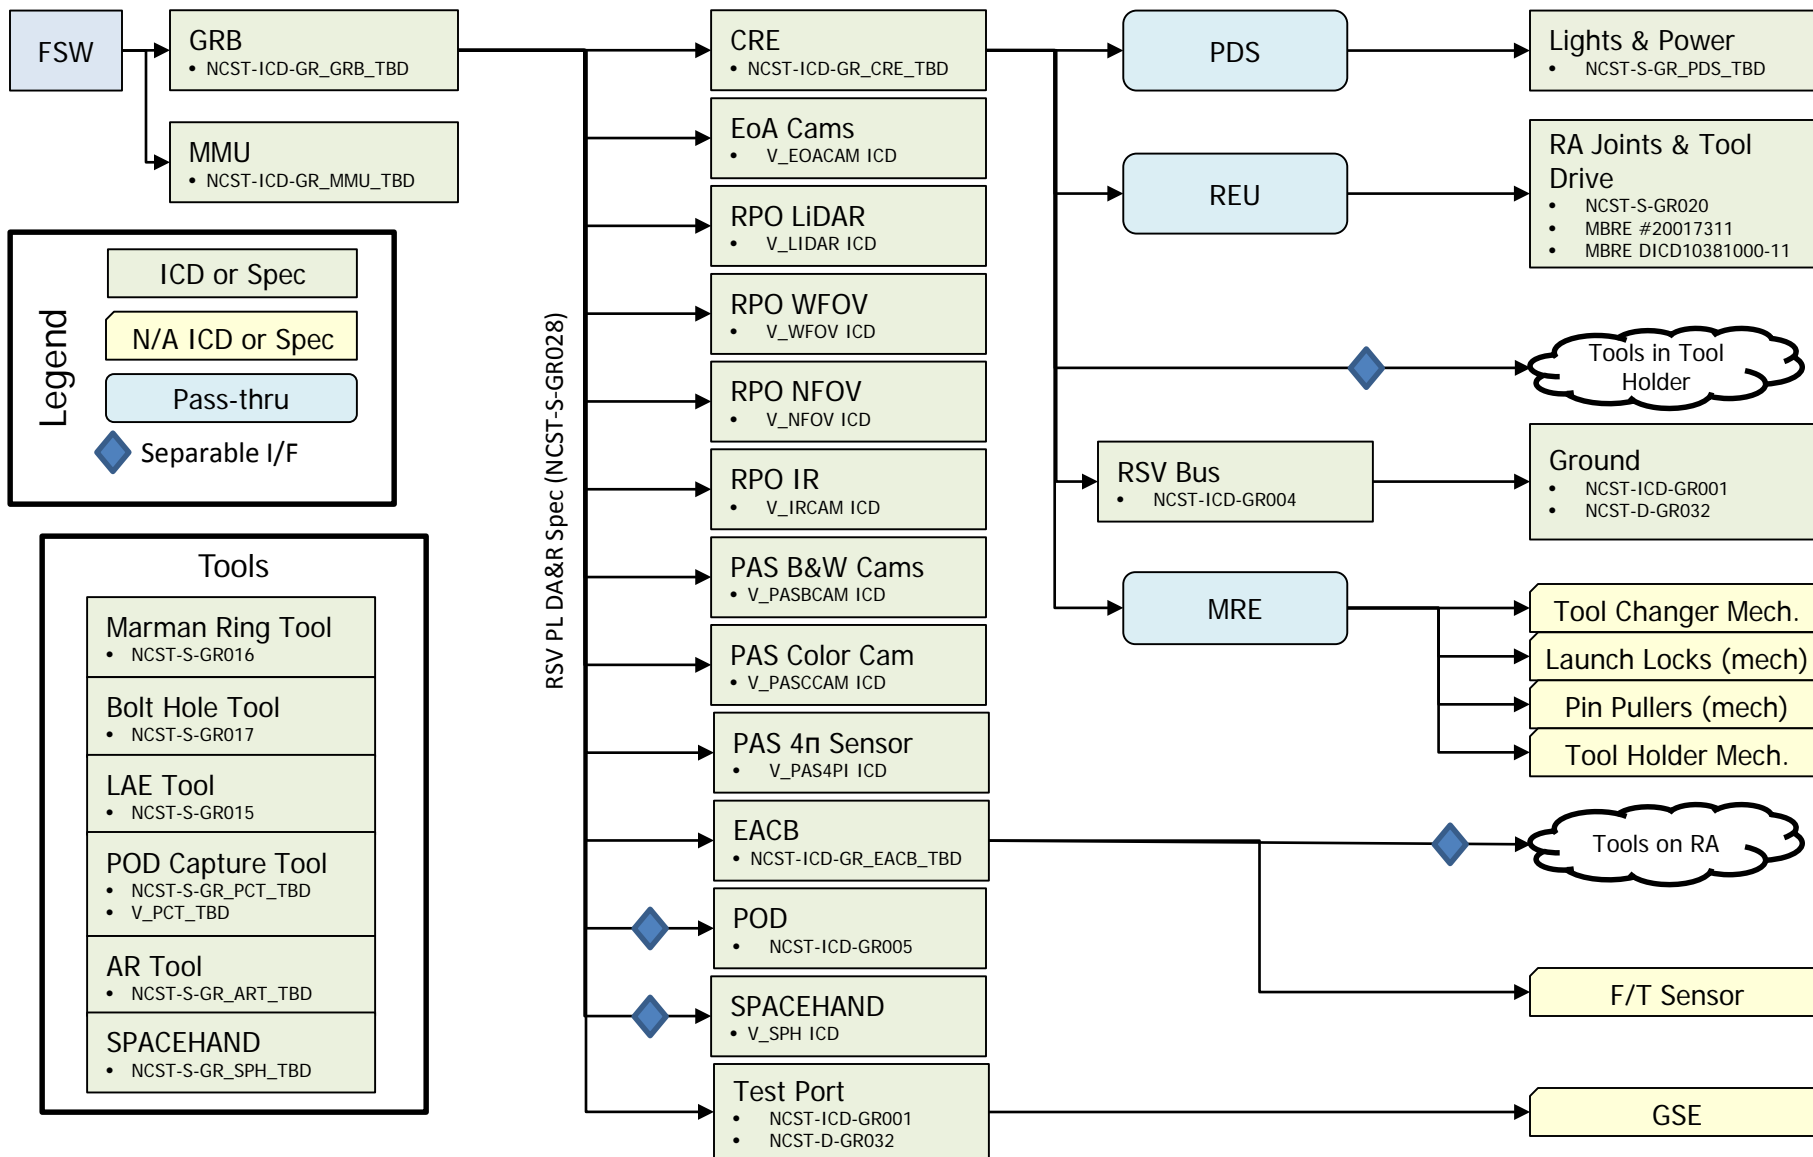 FSW
GRB
• NCST-ICD-GR_GRB_TBD
MMU
• NCST-ICD-GR_MMU_TBD
Legend
ICD or Spec
N/A ICD or Spec
Pass-thru
Separable I/F
Tools
Marman Ring Tool
• NCST-S-GR016
Bolt Hole Tool
• NCST-S-GR017
LAE Tool
• NCST-S-GR015
POD Capture Tool
• NCST-S-GR_PCT_TBD
• V_PCT_TBD
AR Tool
• NCST-S-GR_ART_TBD
SPACEHAND
• NCST-S-GR_SPH_TBD
RSV PL DA&R Spec (NCST-S-GR028)
CRE
• NCST-ICD-GR_CRE_TBD
EoA Cams
• V_EOACAM ICD
RPO LiDAR
• V_LIDAR ICD
RPO WFOV
• V_WFOV ICD
RPO NFOV
• V_NFOV ICD
RPO IR
• V_IRCAM ICD
PAS B&W Cams
• V_PASBCAM ICD
PAS Color Cam
• V_PASCCAM ICD
PAS 4π Sensor
• V_PAS4PI ICD
EACB
• NCST-ICD-GR_EACB_TBD
POD
• NCST-ICD-GR005
SPACEHAND
• V_SPH ICD
Test Port
• NCST-ICD-GR001
• NCST-D-GR032
PDS
REU
RSV Bus
• NCST-ICD-GR004
MRE
Lights & Power
• NCST-S-GR_PDS_TBD
RA Joints & Tool
Drive
• NCST-S-GR020
• MBRE #20017311
• MBRE DICD10381000-11
Tools in Tool
Holder
Ground
• NCST-ICD-GR001
• NCST-D-GR032
Tool Changer Mech.
Launch Locks (mech)
Pin Pullers (mech)
Tool Holder Mech.
Tools on RA
F/T Sensor
GSE